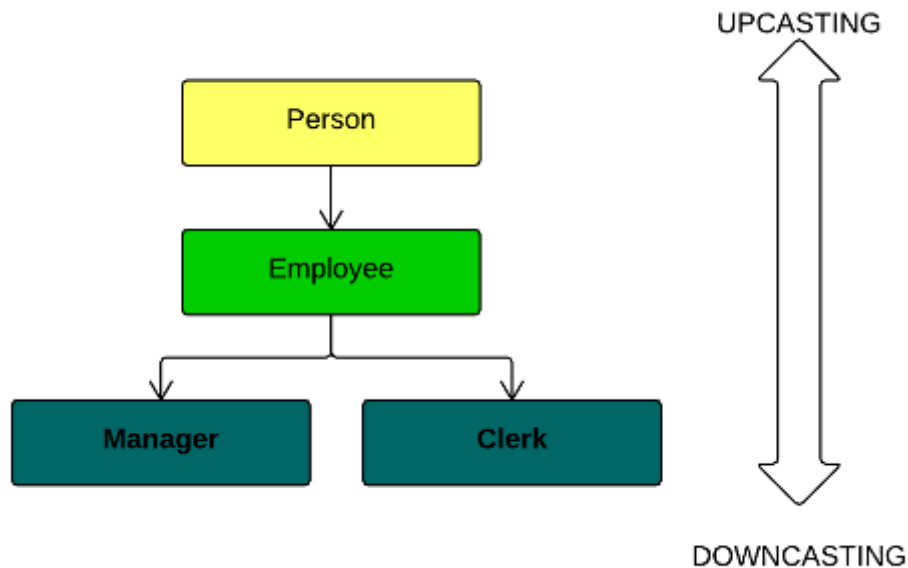 UPCASTING
Person
Employee
Manager
Clerk
DOWNCASTING